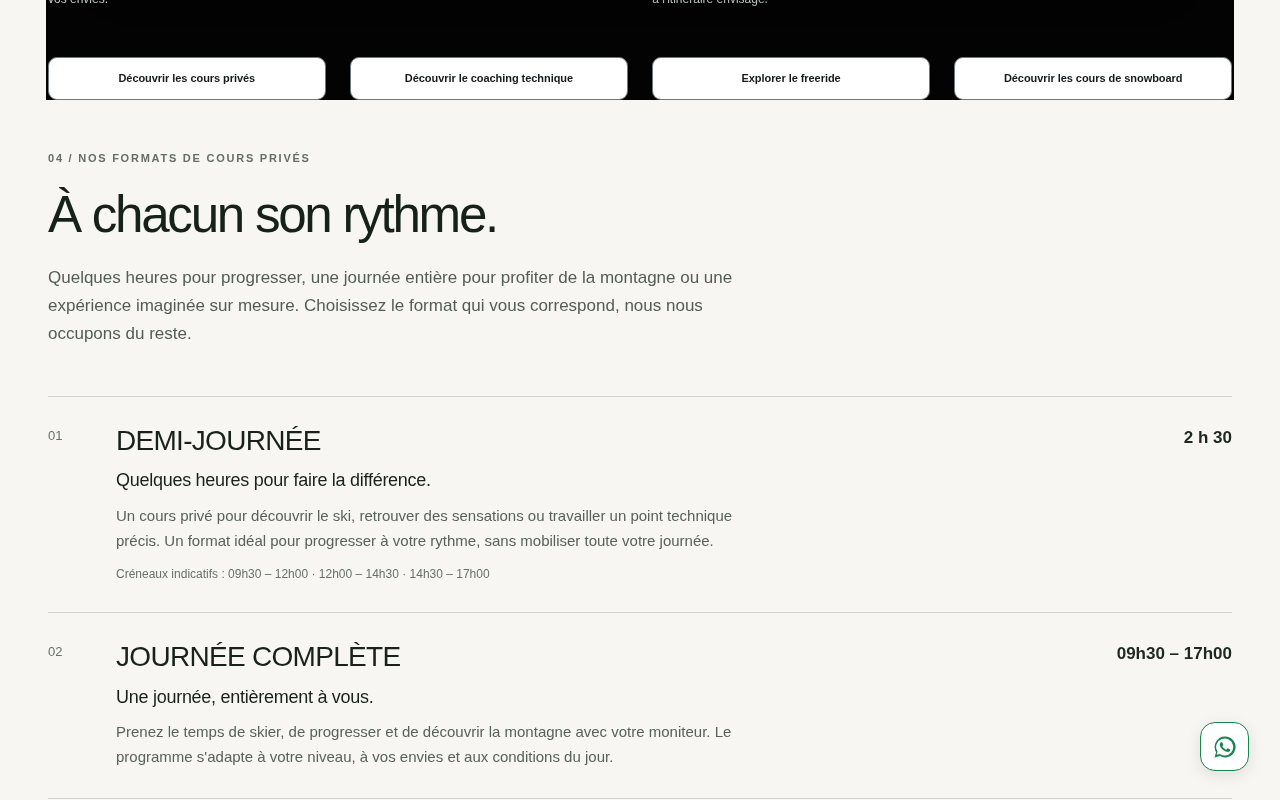 vos envies.
à l'itinéraire envisagé.
Découvrir les cours privés
Découvrir le coaching technique
Explorer le freeride
Découvrir les cours de snowboard
04 / NOS FORMATS DE COURS PRIVÉS
À chacun son rythme.
Quelques heures pour progresser, une journée entière pour profiter de la montagne ou une
expérience imaginée sur mesure. Choisissez le format qui vous correspond, nous nous
occupons du reste.
01
DEMI-JOURNÉE
2 h 30
Quelques heures pour faire la différence.
Un cours privé pour découvrir le ski, retrouver des sensations ou travailler un point technique
précis. Un format idéal pour progresser à votre rythme, sans mobiliser toute votre journée.
Créneaux indicatifs : 09h30 – 12h00 · 12h00 – 14h30 · 14h30 – 17h00
02
JOURNÉE COMPLÈTE
09h30 – 17h00
Une journée, entièrement à vous.
Prenez le temps de skier, de progresser et de découvrir la montagne avec votre moniteur. Le
programme s'adapte à votre niveau, à vos envies et aux conditions du jour.